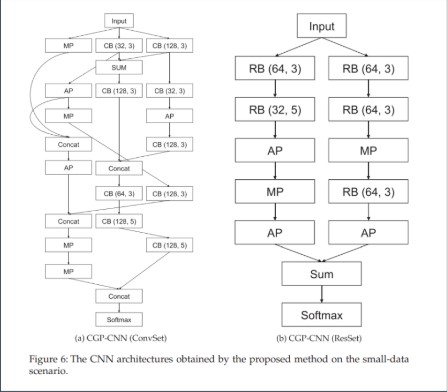 Input
MP CB (32, 3) CB (128, 3)
SUM
AP CB (128, 3) CB (32, 3)
MP AP
Concat CB (128, 3)
AP Concat
CB (64, 3) CB (128, 3)
Concat CB (128, 5)
MP CB (128, 5)
MP
Concat
Softmax
(a) CGP-CNN (ConvSet)
Input
RB (64, 3) RB (64, 3)
RB (32, 5) RB (64, 3)
AP MP
MP RB (64, 3)
AP AP
Sum
Softmax
(b) CGP-CNN (ResSet)
Figure 6: The CNN architectures obtained by the proposed method on the small-data
scenario.